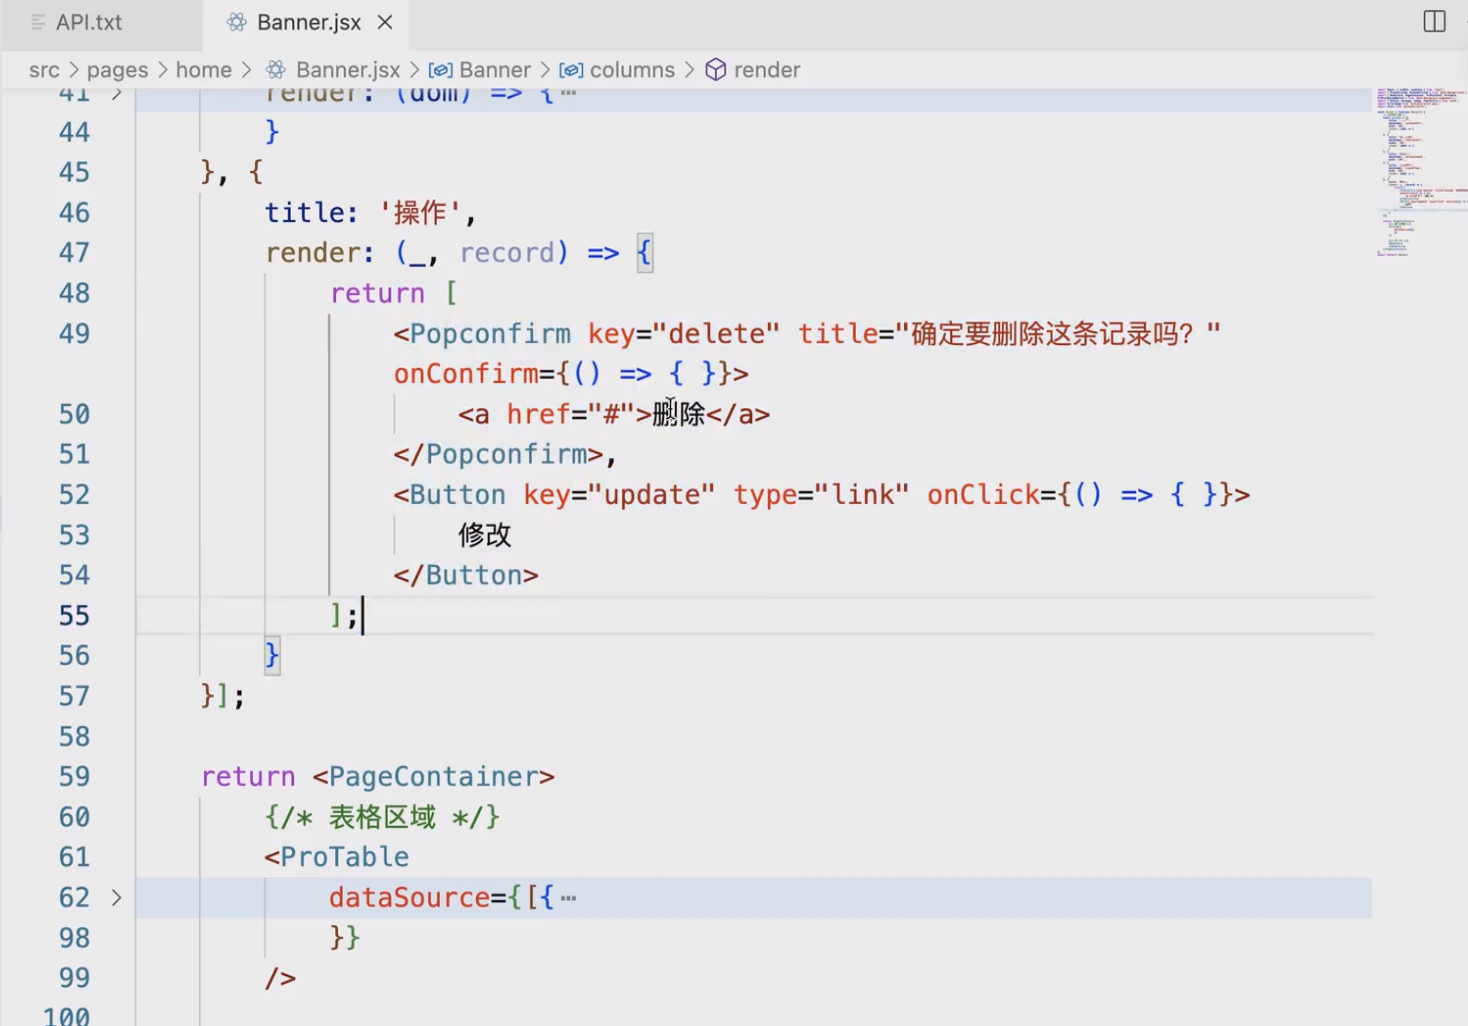 API.txt Banner.jsx
src > pages > home > Banner.jsx > Banner > columns > render
41 render: (dom) => {…
44 }
45 }, {
46 title: '操作',
47 render: (_, record) => {
48 return [
49 <Popconfirm key="delete" title="确定要删除这条记录吗？"
onConfirm={() => { }}>
50 <a href="#">删除</a>
51 </Popconfirm>,
52 <Button key="update" type="link" onClick={() => { }}>
53 修改
54 </Button>
55 ];
56 }
57 }];
58
59 return <PageContainer>
60 {/* 表格区域 */}
61 <ProTable
62 dataSource={[{…
98 }}
99 />
100